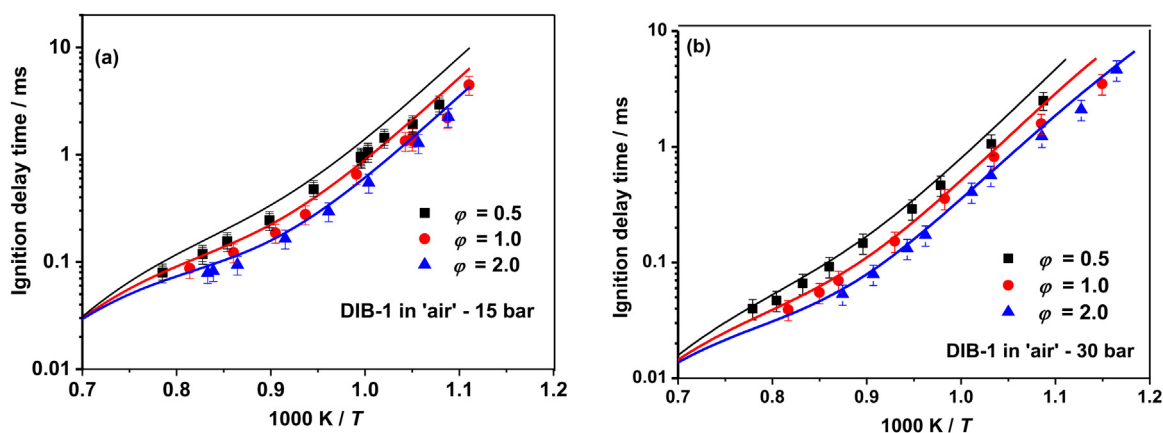 (a)
Ignition delay time / ms
10
1
0.1
0.01
φ = 0.5
φ = 1.0
φ = 2.0
DIB-1 in 'air' - 15 bar
0.7 0.8 0.9 1.0 1.1 1.2
1000 K / T
(b)
Ignition delay time / ms
10
1
0.1
0.01
φ = 0.5
φ = 1.0
φ = 2.0
DIB-1 in 'air' - 30 bar
0.7 0.8 0.9 1.0 1.1 1.2
1000 K / T